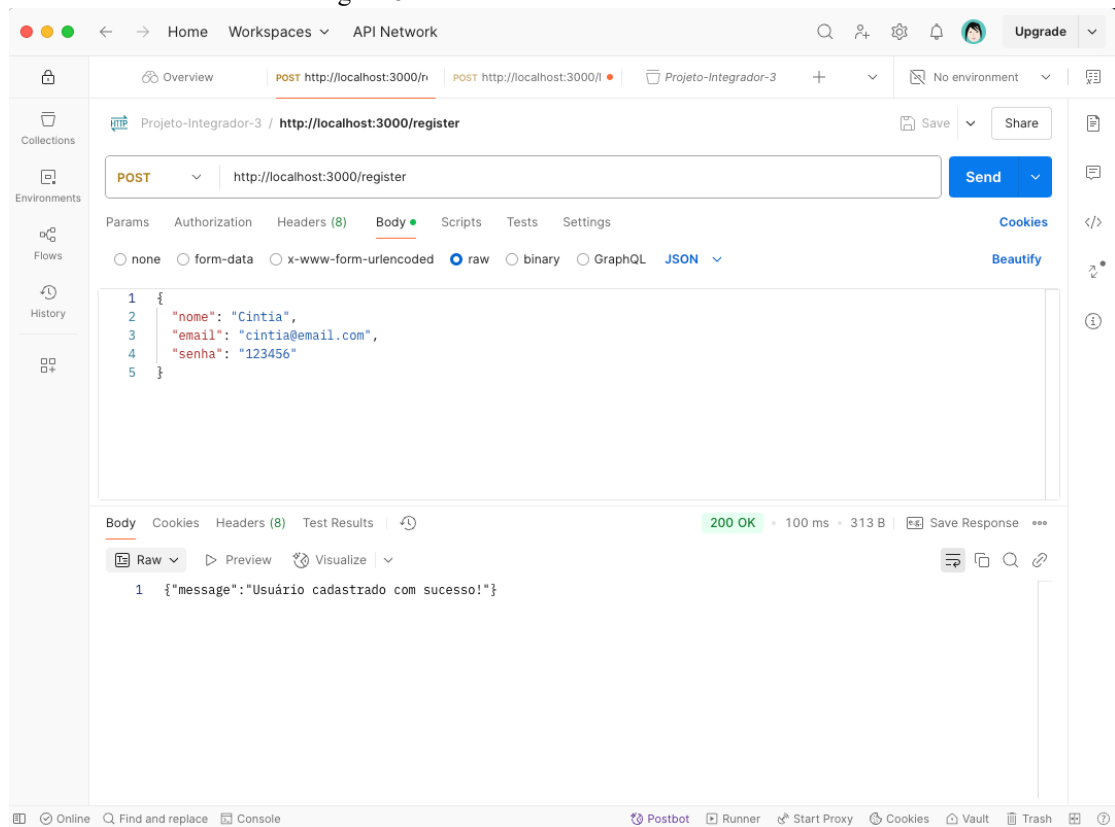 Home Workspaces API Network Upgrade
Overview POST http://localhost:3000/r POST http://localhost:3000/l Projeto-Integrador-3 No environment
Collections
Environments
Flows
History
HTTP Projeto-Integrador-3 / http://localhost:3000/register Save Share
POST http://localhost:3000/register Send
Params Authorization Headers (8) Body Scripts Tests Settings Cookies
none form-data x-www-form-urlencoded raw binary GraphQL JSON Beautify
1 {
2 "nome": "Cintia",
3 "email": "cintia@email.com",
4 "senha": "123456"
5 }
Body Cookies Headers (8) Test Results 200 OK 100 ms 313 B e.g. Save Response
Raw Preview Visualize
1 {"message":"Usuário cadastrado com sucesso!"}
Online Find and replace Console Postbot Runner Start Proxy Cookies Vault Trash